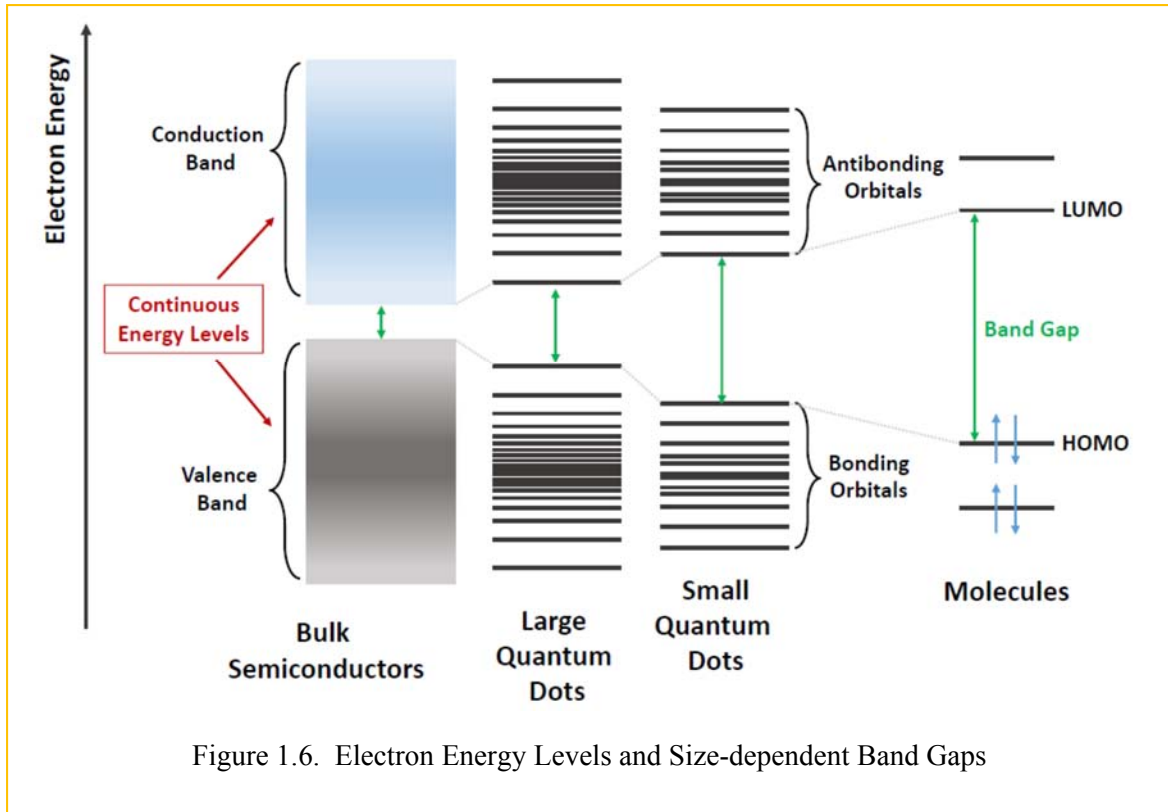 Electron Energy
Conduction
Band
Continuous
Energy Levels
Valence
Band
Antibonding
Orbitals
LUMO
Band Gap
HOMO
Bonding
Orbitals
Bulk
Semiconductors
Large
Quantum
Dots
Small
Quantum
Dots
Molecules
Figure 1.6.  Electron Energy Levels and Size-dependent Band Gaps